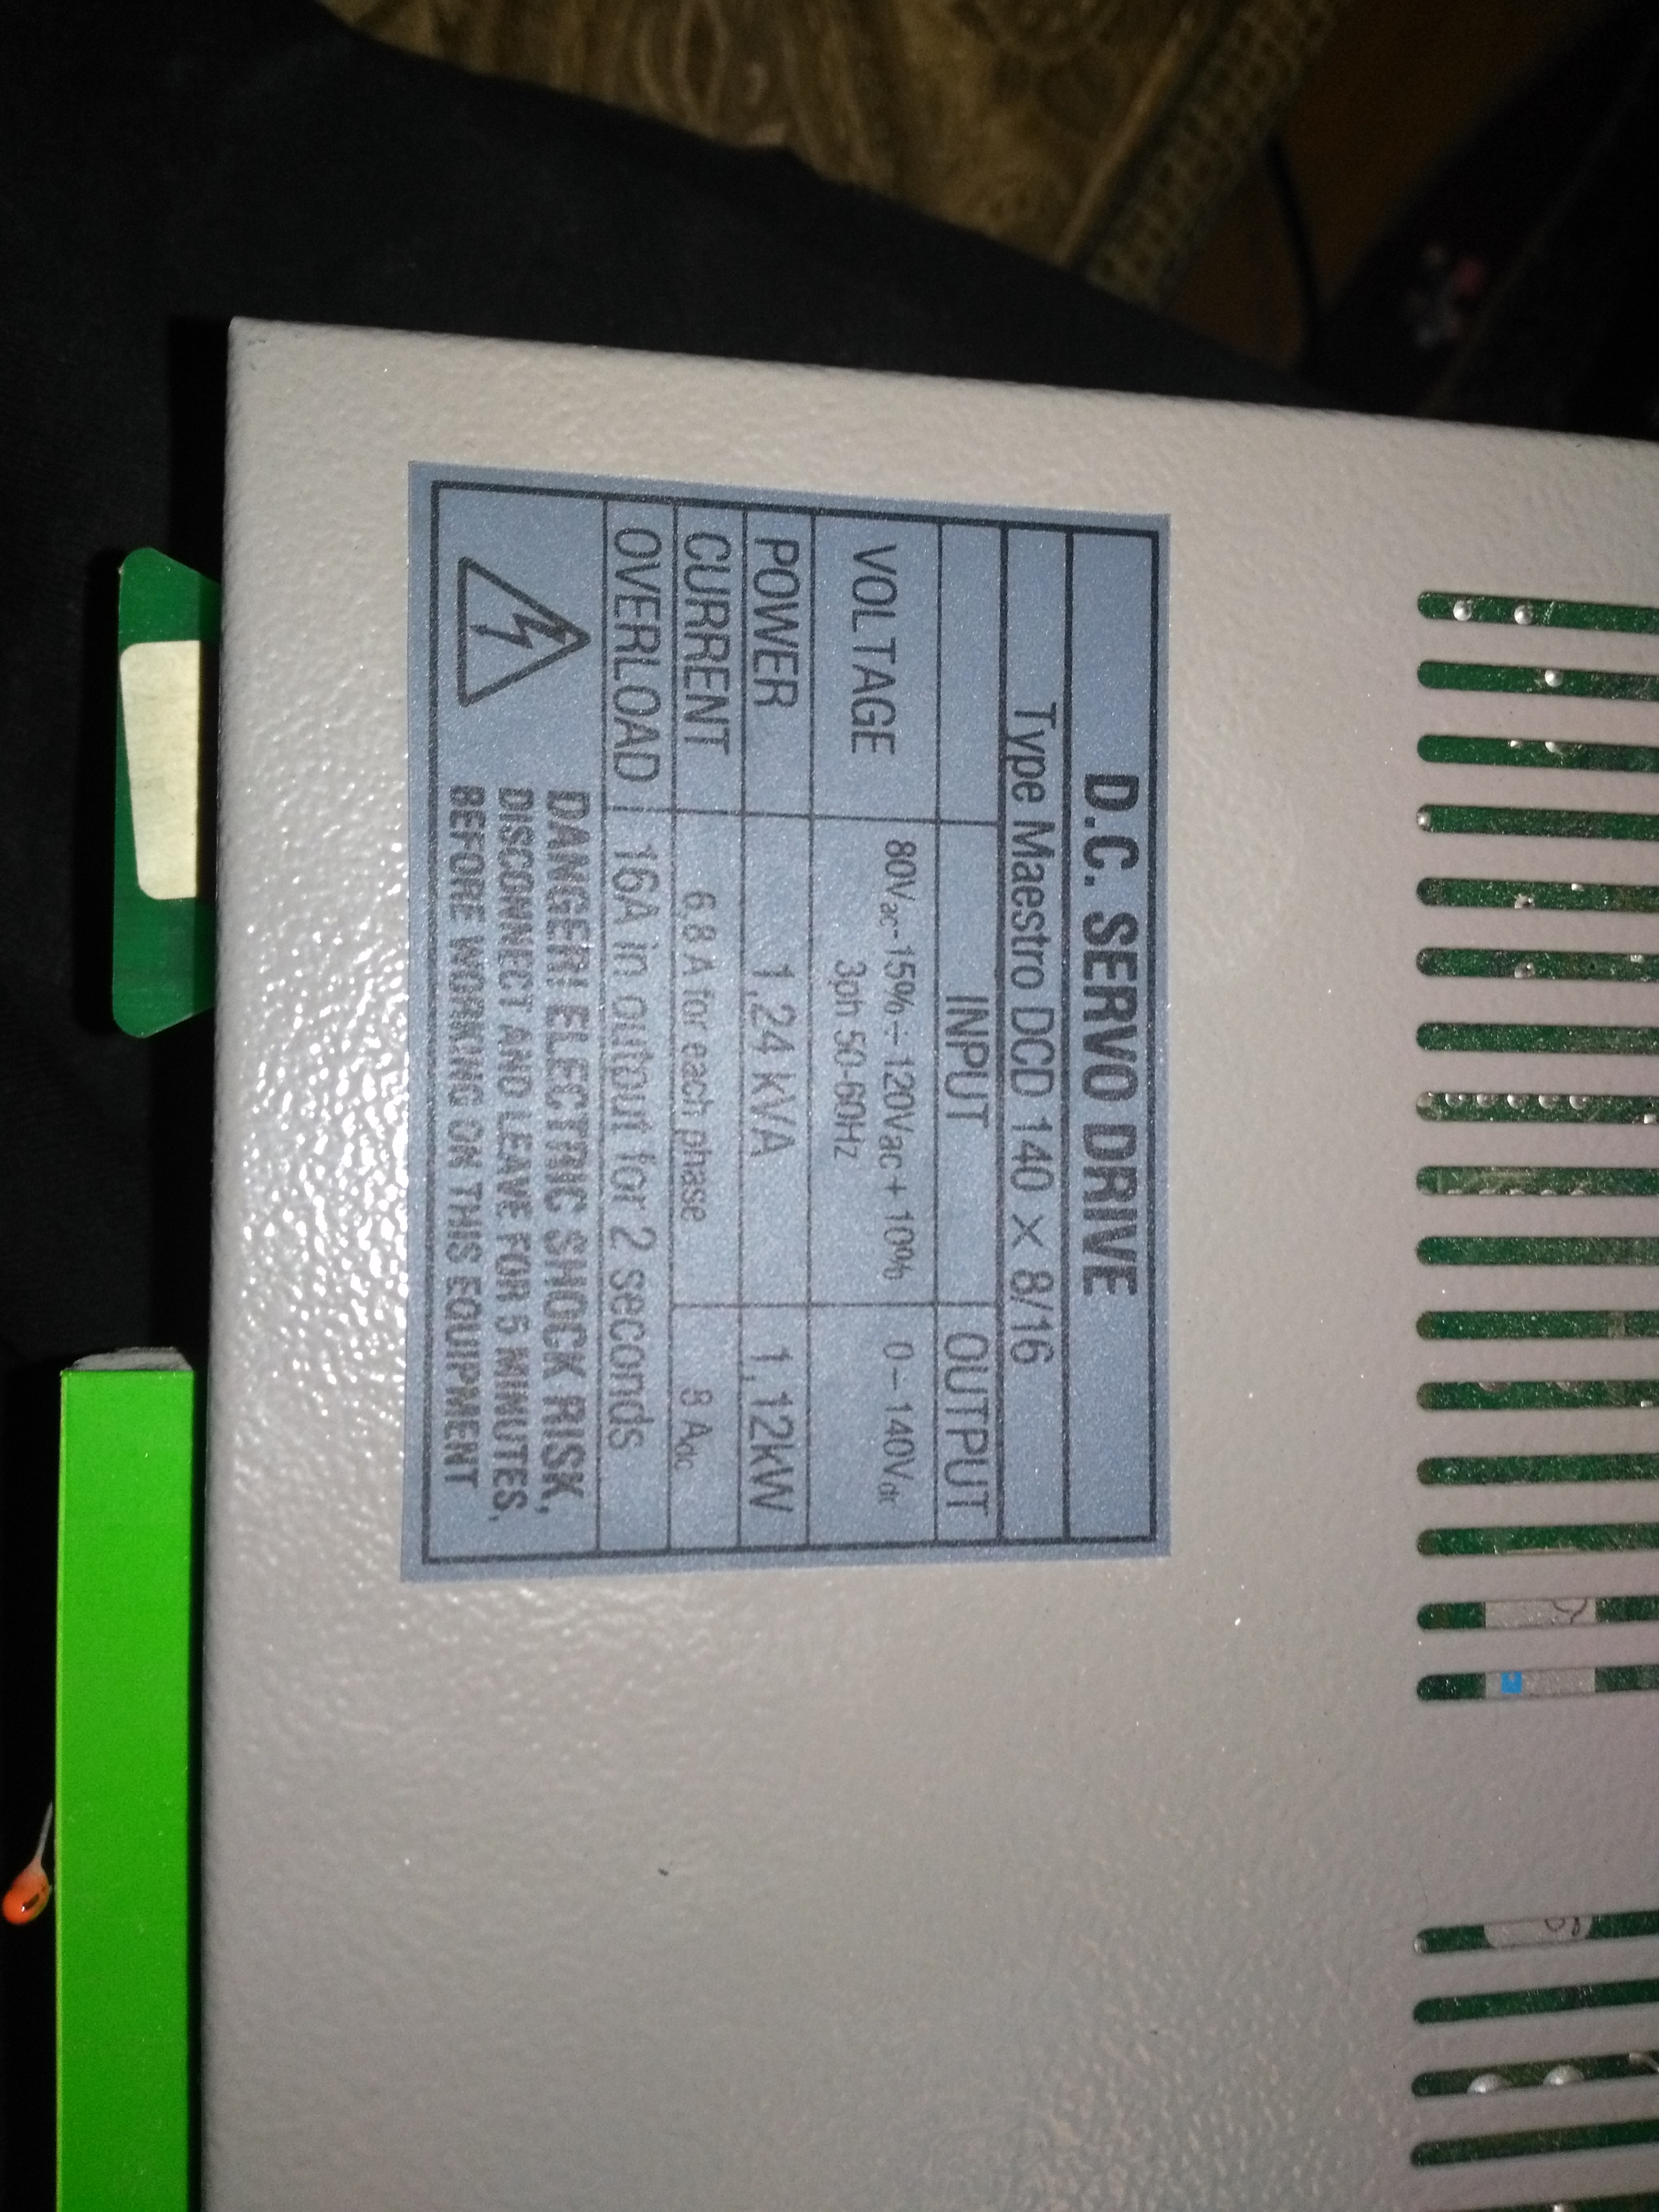 D.C. SERVO DRIVE
Type Maestro DCD 140 × 8/16
INPUT OUTPUT
VOLTAGE 80Vac-15%÷120Vac+10% 0÷140Vdc
3ph 50-60Hz
POWER 1,24 kVA 1,12kW
CURRENT 6,8 A for each phase 8 Adc
OVERLOAD 16A in output for 2 seconds
DANGER! ELECTRIC SHOCK RISK,
DISCONNECT AND LEAVE FOR 5 MINUTES,
BEFORE WORKING ON THIS EQUIPMENT